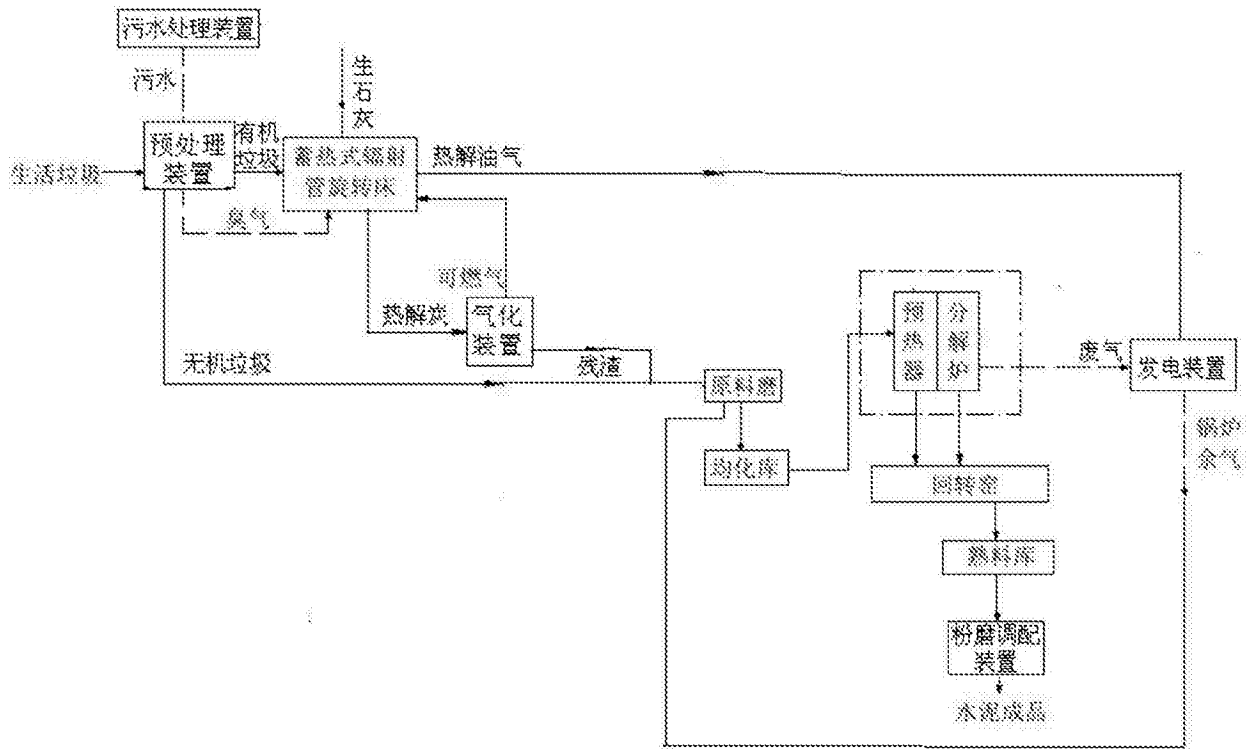 污水处理装置
污水
生石灰
预处理
装置
有机
垃圾
生活垃圾
蓄热式辐射
管旋转床
热解油气
臭气
可燃气
热解炭
气化
装置
残渣
无机垃圾
原料磨
均化库
预热器
分解炉
废气
发电装置
锅炉
余气
回转窑
熟料库
粉磨调配
装置
水泥成品